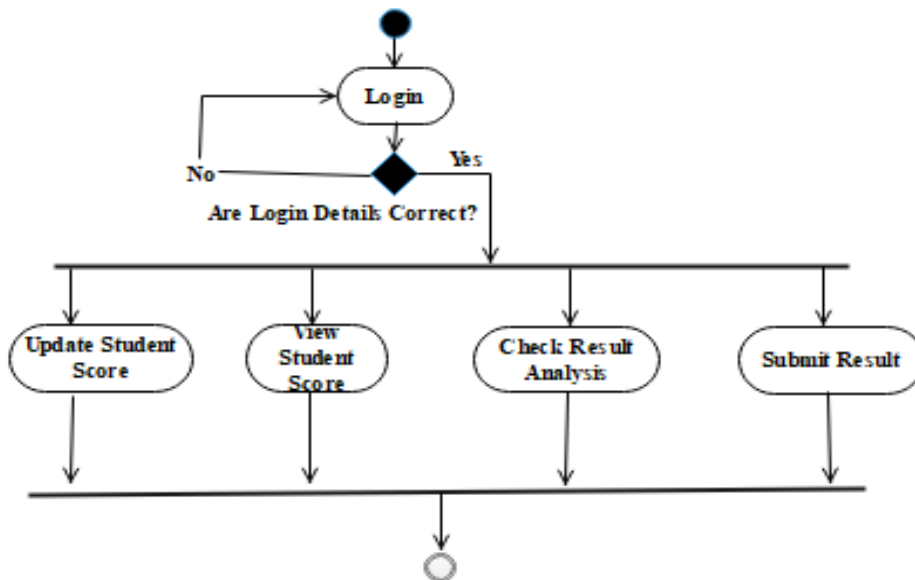 Login
Yes
No
Are Login Details Correct?
Update Student
Score
View
Student
Score
Check Result
Analysis
Submit Result